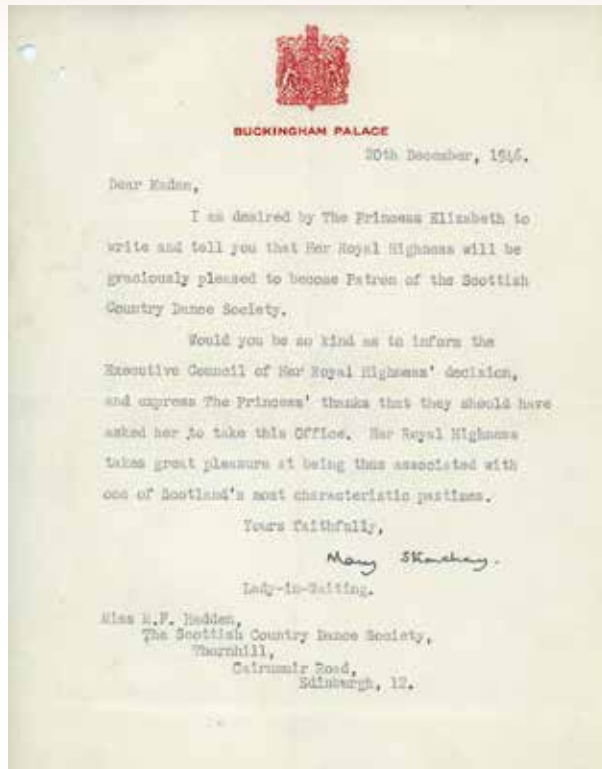 BUCKINGHAM PALACE
20th December, 1946.
Dear Madam,
I am desired by The Princess Elizabeth to
write and tell you that Her Royal Highness will be
graciously pleased to become Patron of the Scottish
Country Dance Society.
Would you be so kind as to inform the
Executive Council of Her Royal Highness' decision,
and express The Princess' thanks that they should have
asked her to take this Office. Her Royal Highness
takes great pleasure at being thus associated with
one of Scotland's most characteristic pastimes.
Yours faithfully,
Mary
Lady-in-Waiting.
Miss M.F. Hadden,
The Scottish Country Dance Society,
Thornhill,
Cairnmuir Road,
Edinburgh, 12.